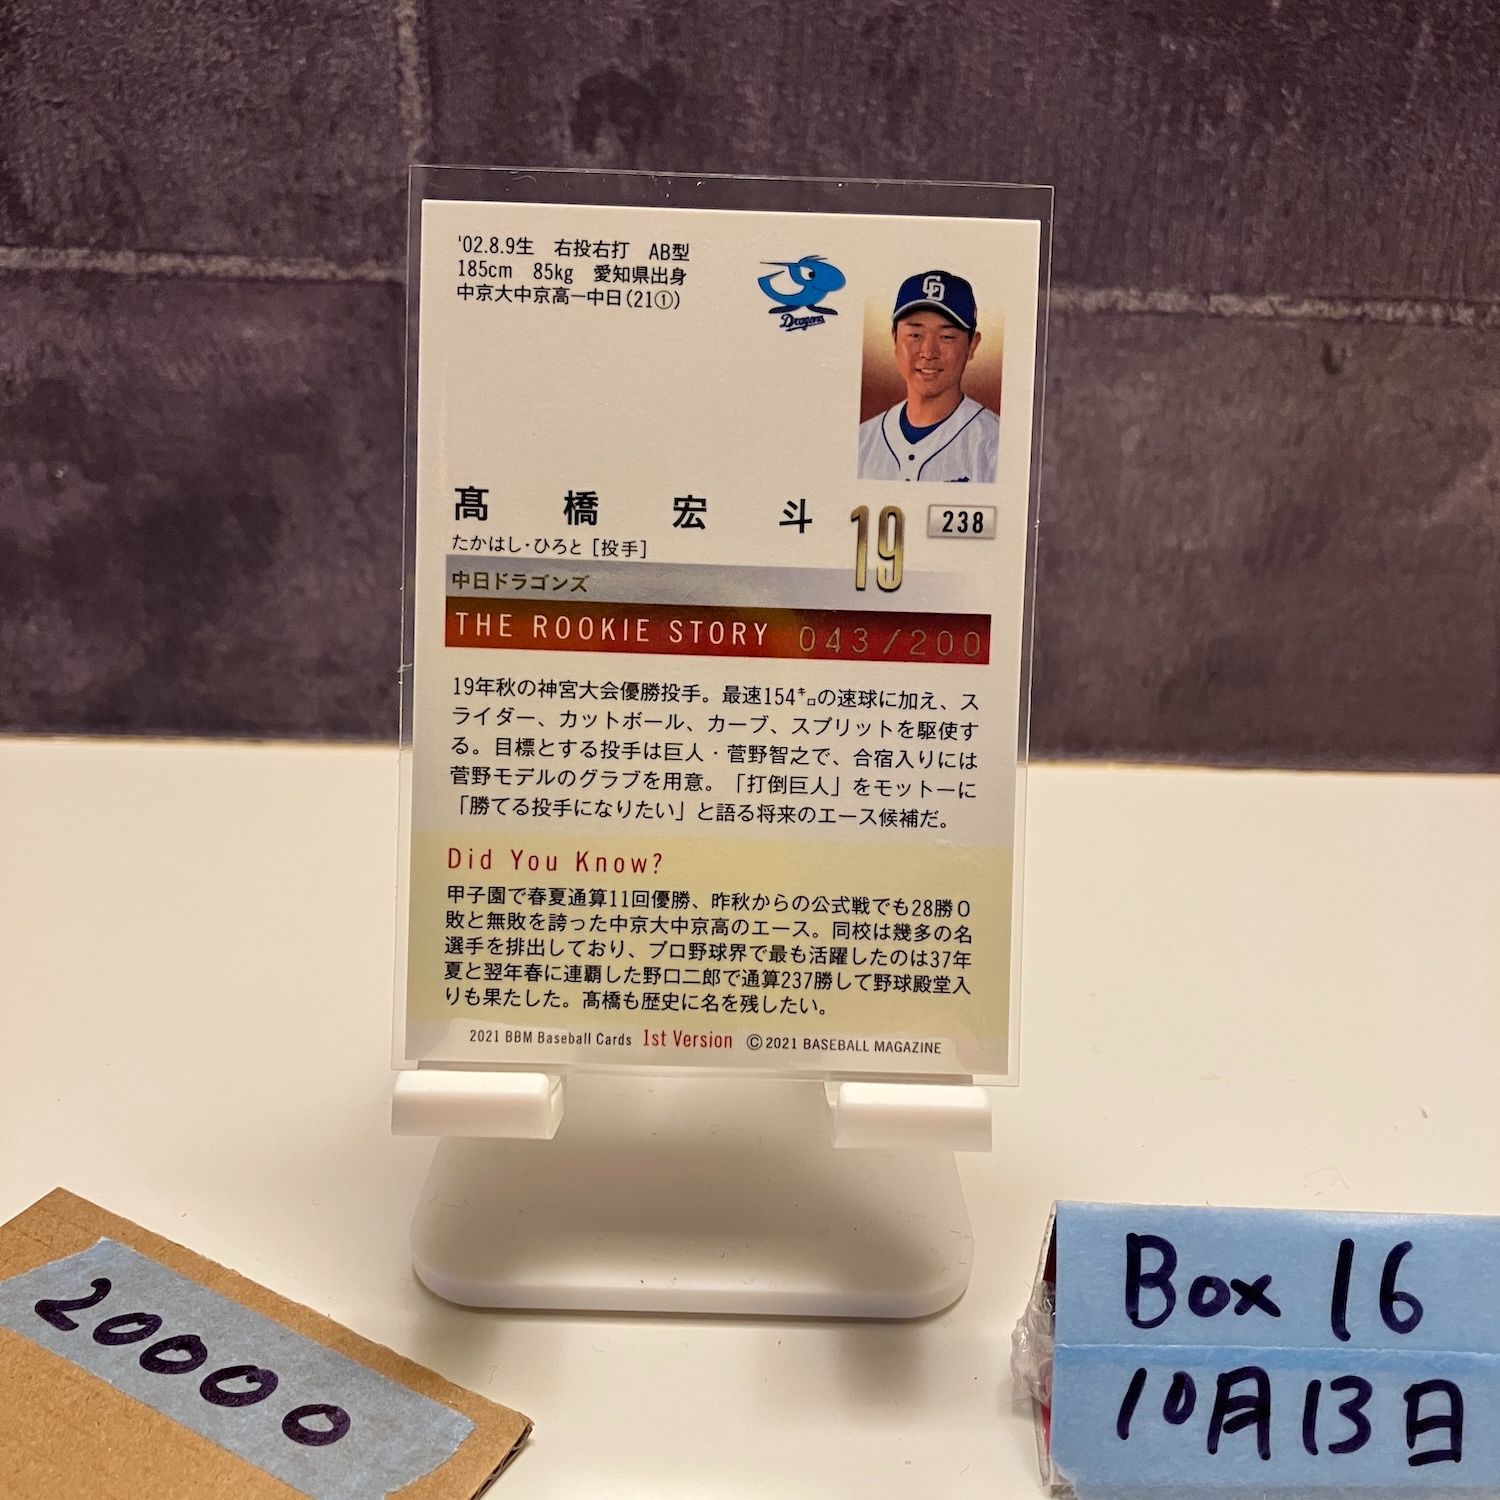 '02.8.9生 右投右打 AB型
185cm 85kg 愛知県出身
中京大中京高ー中日(21①)
Dragons
髙橋宏斗
19
238
たかはし・ひろと [投手]
中日ドラゴンズ
THE ROOKIE STORY 043/200
19年秋の神宮大会優勝投手。最速154㌔の速球に加え、ス
ライダー、カットボール、カーブ、スプリットを駆使す
る。目標とする投手は巨人・菅野智之で、合宿入りには
菅野モデルのグラブを用意。「打倒巨人」をモットーに
「勝てる投手になりたい」と語る将来のエース候補だ。
Did You Know?
甲子園で春夏通算11回優勝、昨秋からの公式戦でも28勝0
敗と無敗を誇った中京大中京高のエース。同校は幾多の名
選手を排出しており、プロ野球界で最も活躍したのは37年
夏と翌年春に連覇した野口二郎で通算237勝して野球殿堂入
りも果たした。髙橋も歴史に名を残したい。
2021 BBM Baseball Cards 1st Version ©2021 BASEBALL MAGAZINE
20000
Box 16
10月13日